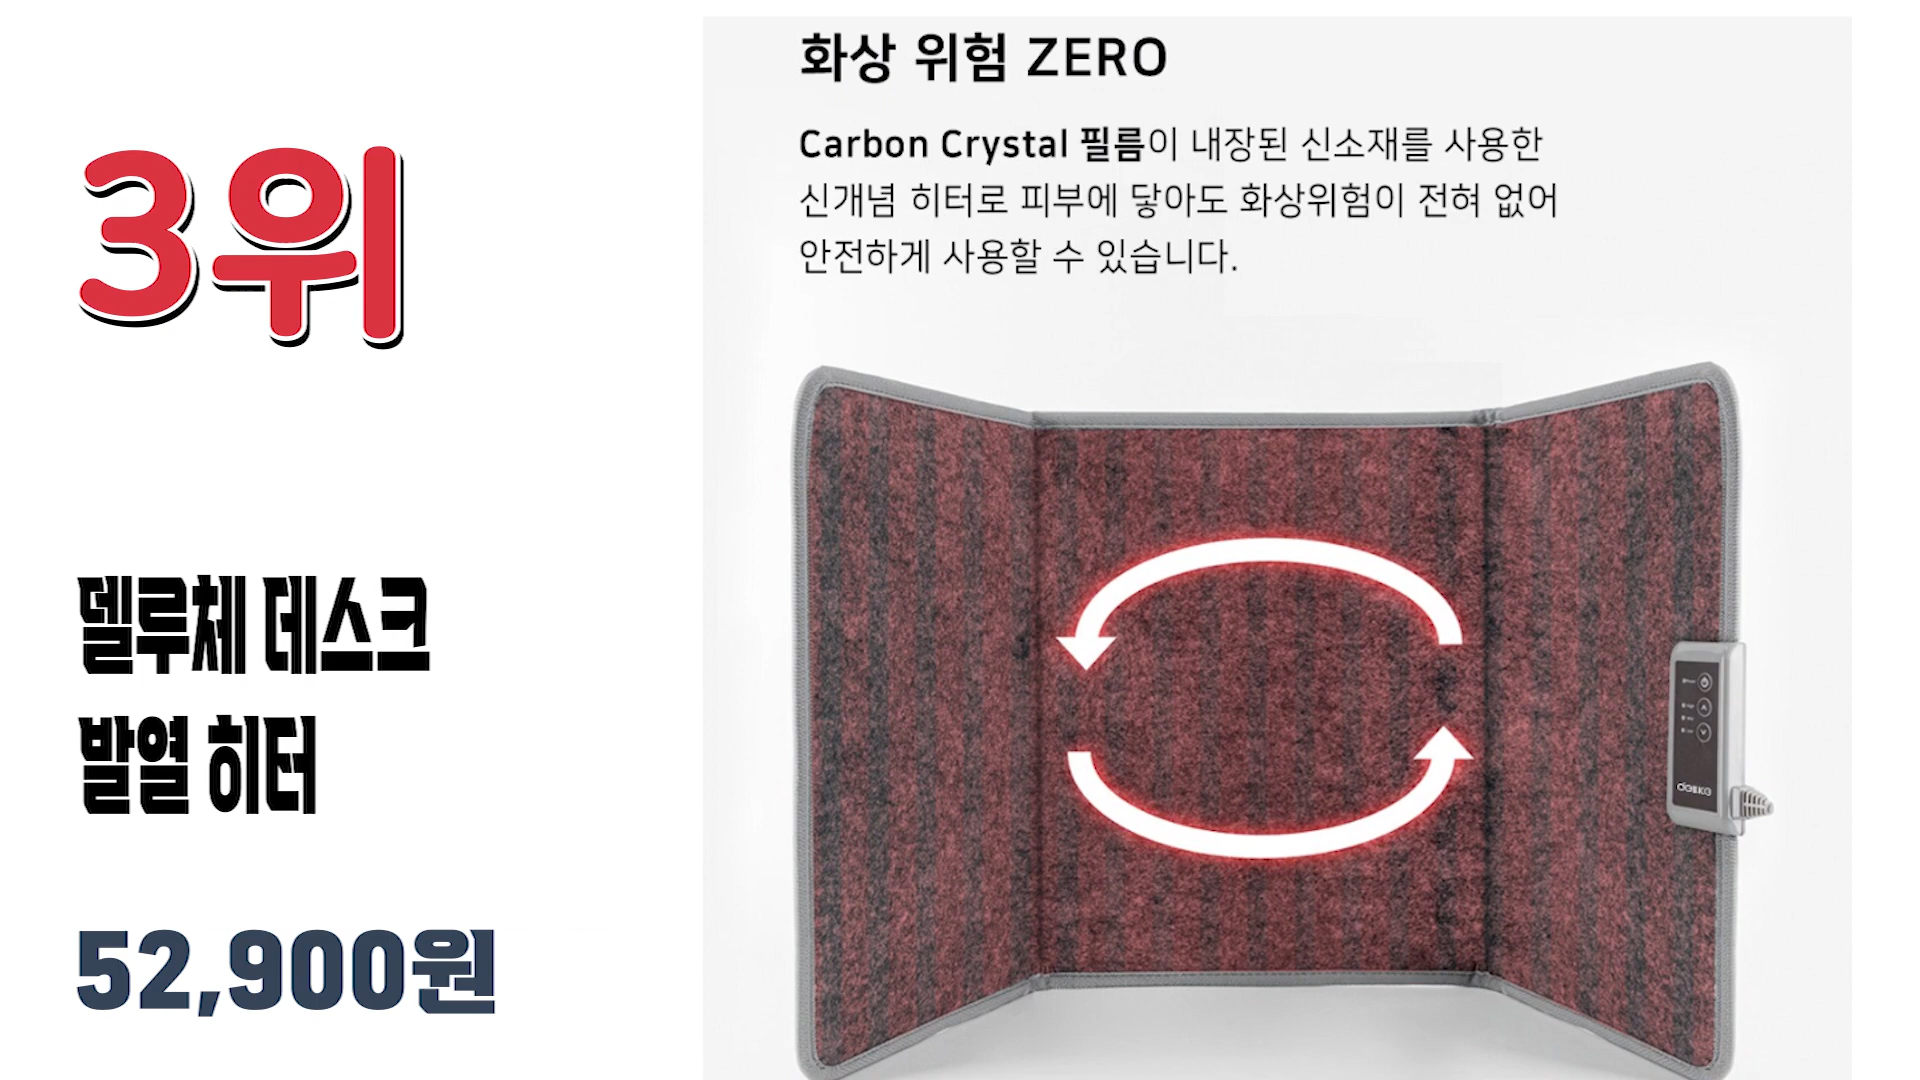 3위
델루체 데스크
발열 히터
52,900원
화상 위험 ZERO
Carbon Crystal 필름이 내장된 신소재를 사용한
신개념 히터로 피부에 닿아도 화상위험이 전혀 없어
안전하게 사용할 수 있습니다.